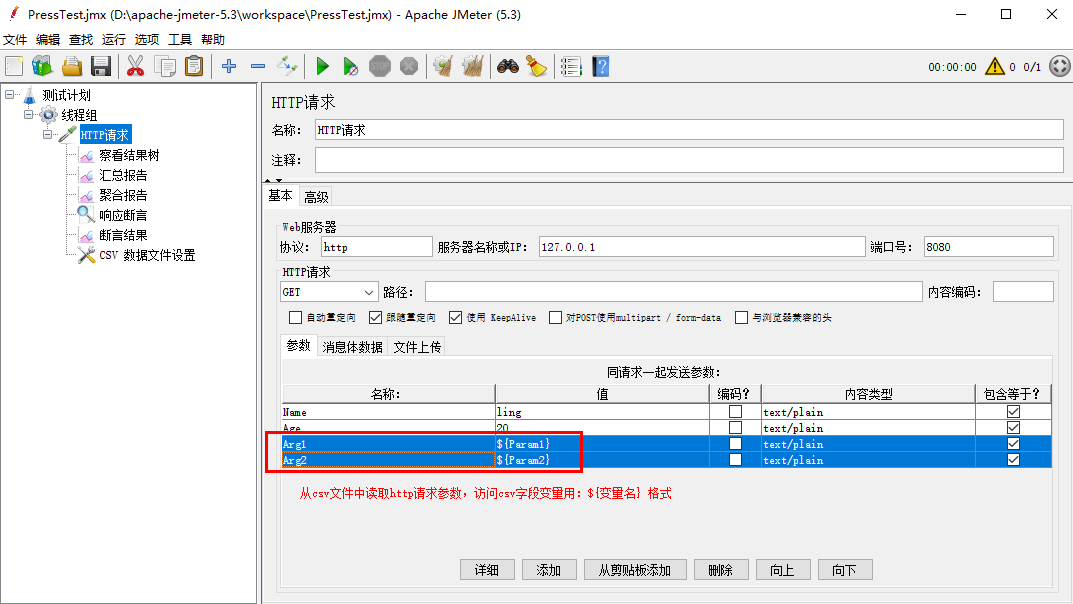 PressTest.jmx (D:\apache-jmeter-5.3\workspace\PressTest.jmx) - Apache JMeter (5.3)
文件 编辑 查找 运行 选项 工具 帮助
STOP
00:00:00 0 0/1
测试计划
线程组
HTTP请求
察看结果树
汇总报告
聚合报告
响应断言
断言结果
CSV 数据文件设置
HTTP请求
名称: HTTP请求
注释:
基本 高级
Web服务器
协议: http 服务器名称或IP: 127.0.0.1 端口号: 8080
HTTP请求
GET 路径: 内容编码:
自动重定向 跟随重定向 使用 KeepAlive 对POST使用multipart / form-data 与浏览器兼容的头
参数 消息体数据 文件上传
同请求一起发送参数:
名称: 值 编码? 内容类型 包含等于?
Name ling text/plain
Age 20 text/plain
Arg1 ${Param1} text/plain
Arg2 ${Param2} text/plain
从csv文件中读取http请求参数，访问csv字段变量用：${变量名} 格式
详细 添加 从剪贴板添加 删除 向上 向下